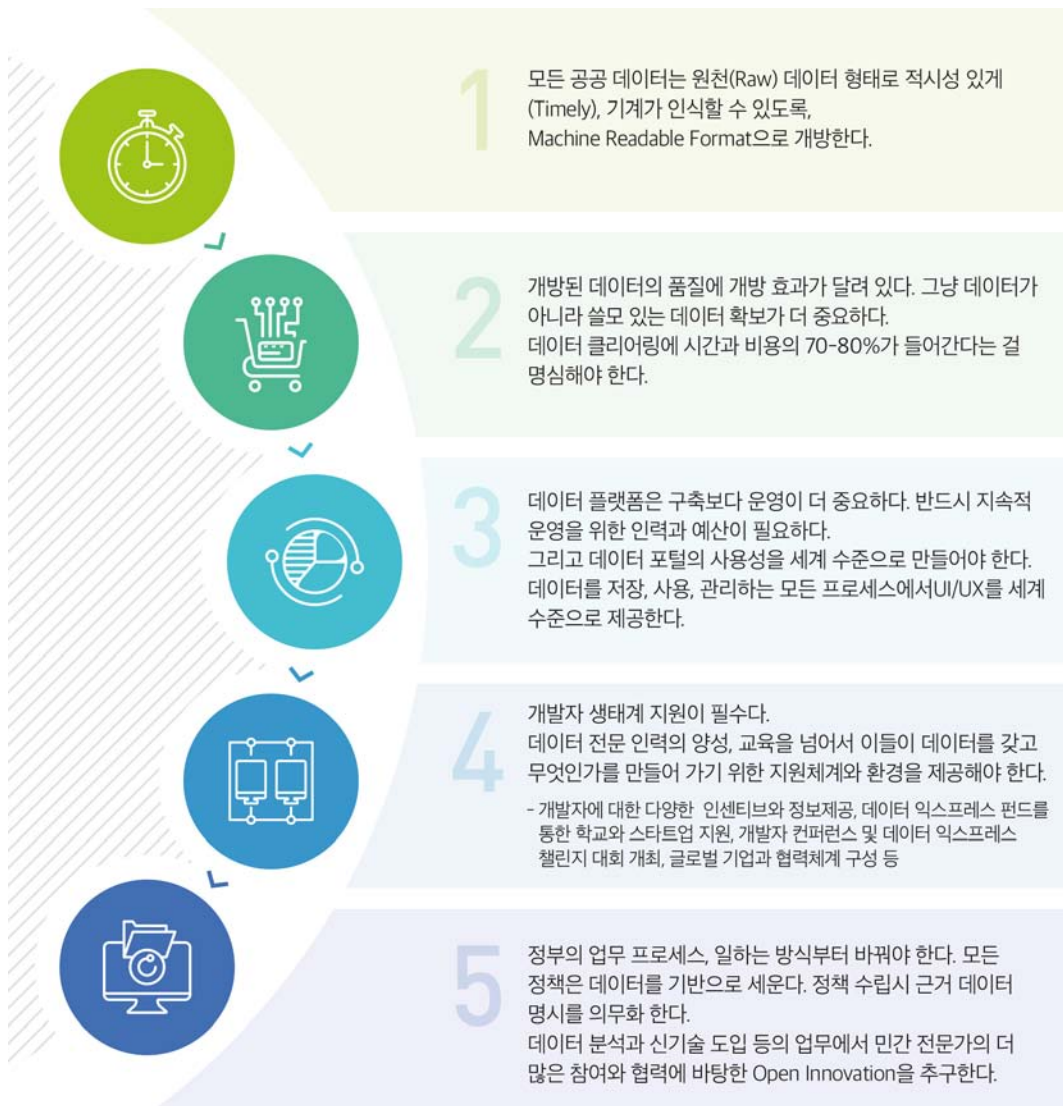 1
모든 공공 데이터는 원천(Raw) 데이터 형태로 적시성 있게
(Timely), 기계가 인식할 수 있도록,
Machine Readable Format으로 개방한다.
2
개방된 데이터의 품질에 개방 효과가 달려 있다. 그냥 데이터가
아니라 쓸모 있는 데이터 확보가 더 중요하다.
데이터 클리어링에 시간과 비용의 70-80%가 들어간다는 걸
명심해야 한다.
3
데이터 플랫폼은 구축보다 운영이 더 중요하다. 반드시 지속적
운영을 위한 인력과 예산이 필요하다.
그리고 데이터 포털의 사용성을 세계 수준으로 만들어야 한다.
데이터를 저장, 사용, 관리하는 모든 프로세스에서UI/UX를 세계
수준으로 제공한다.
4
개발자 생태계 지원이 필수다.
데이터 전문 인력의 양성, 교육을 넘어서 이들이 데이터를 갖고
무엇인가를 만들어 가기 위한 지원체계와 환경을 제공해야 한다.
- 개발자에 대한 다양한 인센티브와 정보제공, 데이터 익스프레스 펀드를
통한 학교와 스타트업 지원, 개발자 컨퍼런스 및 데이터 익스프레스
챌린지 대회 개최, 글로벌 기업과 협력체계 구성 등
5
정부의 업무 프로세스, 일하는 방식부터 바꿔야 한다. 모든
정책은 데이터를 기반으로 세운다. 정책 수립시 근거 데이터
명시를 의무화 한다.
데이터 분석과 신기술 도입 등의 업무에서 민간 전문가의 더
많은 참여와 협력에 바탕한 Open Innovation을 추구한다.